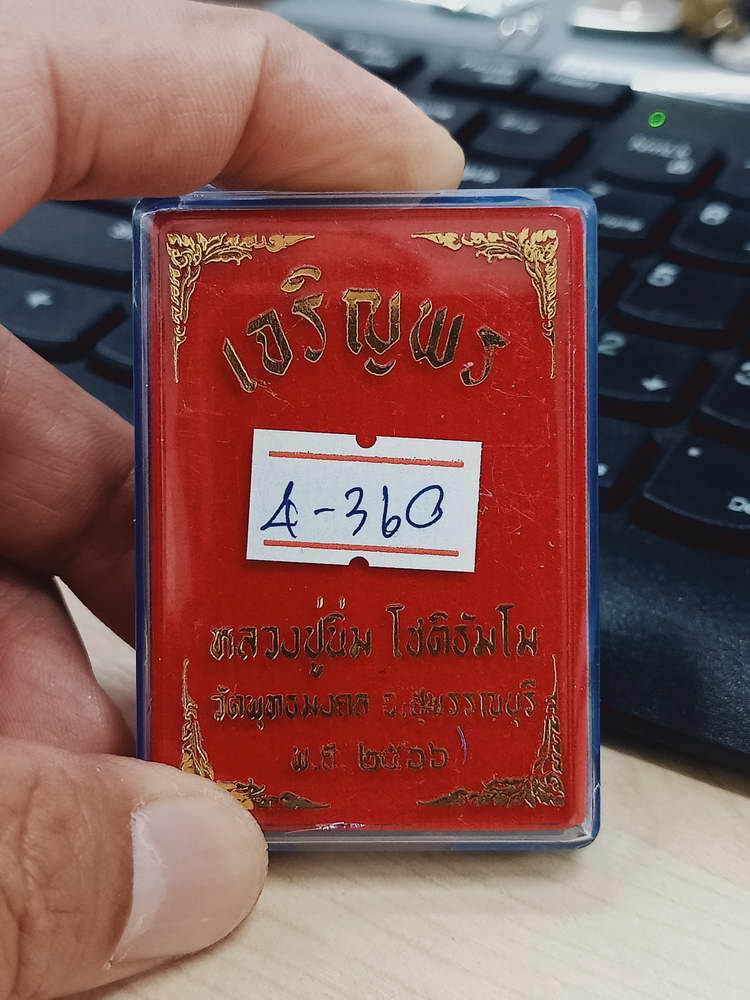 เจริญพร
4-360
หลวงปู่นิ่ม โชติธัมโม
วัดพุทธมงคล จ.สุพรรณบุรี
พ.ศ. ๒๕๖๖